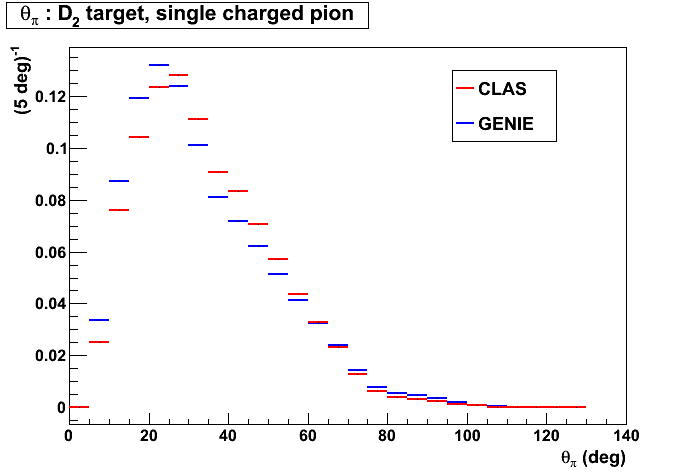 θπ : D2 target, single charged pion
(5 deg)-1
CLAS
GENIE
0.12
0.1
0.08
0.06
0.04
0.02
0
0 20 40 60 80 100 120 140
θπ (deg)